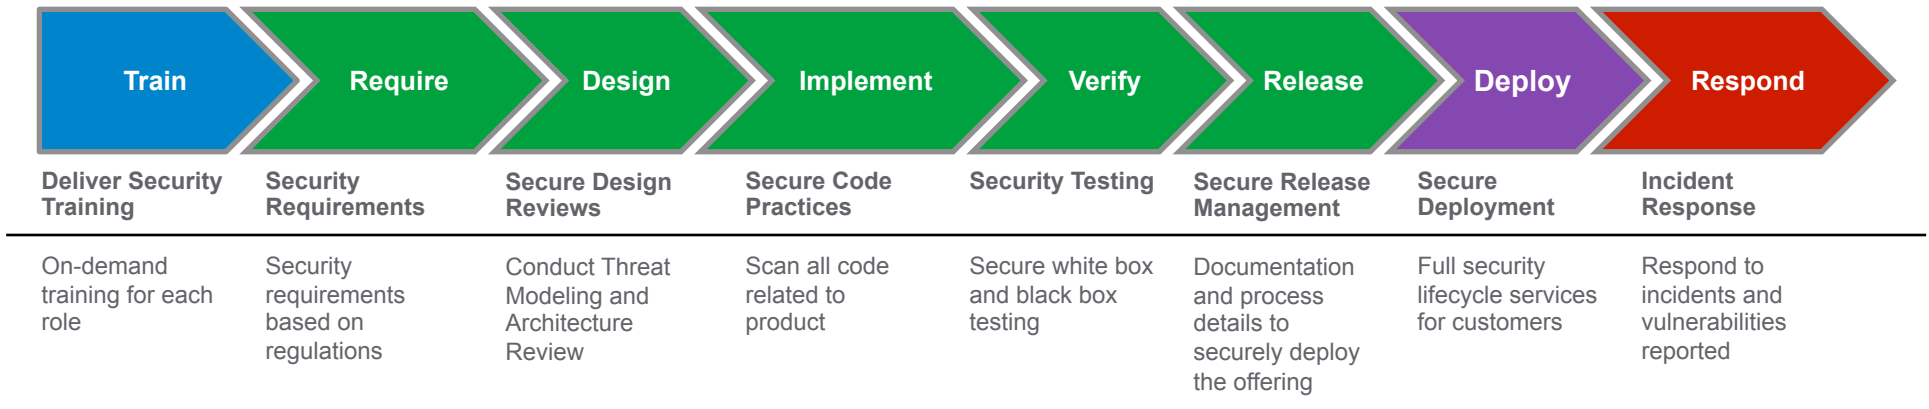 Train
Require
Design
Implement
Verify
Release
Deploy
Respond
Deliver Security
Training
Security
Requirements
Secure Design
Reviews
Secure Code
Practices
Security Testing
Secure Release
Management
Secure
Deployment
Incident
Response
On-demand
training for each
role
Security
requirements
based on
regulations
Conduct Threat
Modeling and
Architecture
Review
Scan all code
related to
product
Secure white box
and black box
testing
Documentation
and process
details to
securely deploy
the offering
Full security
lifecycle services
for customers
Respond to
incidents and
vulnerabilities
reported